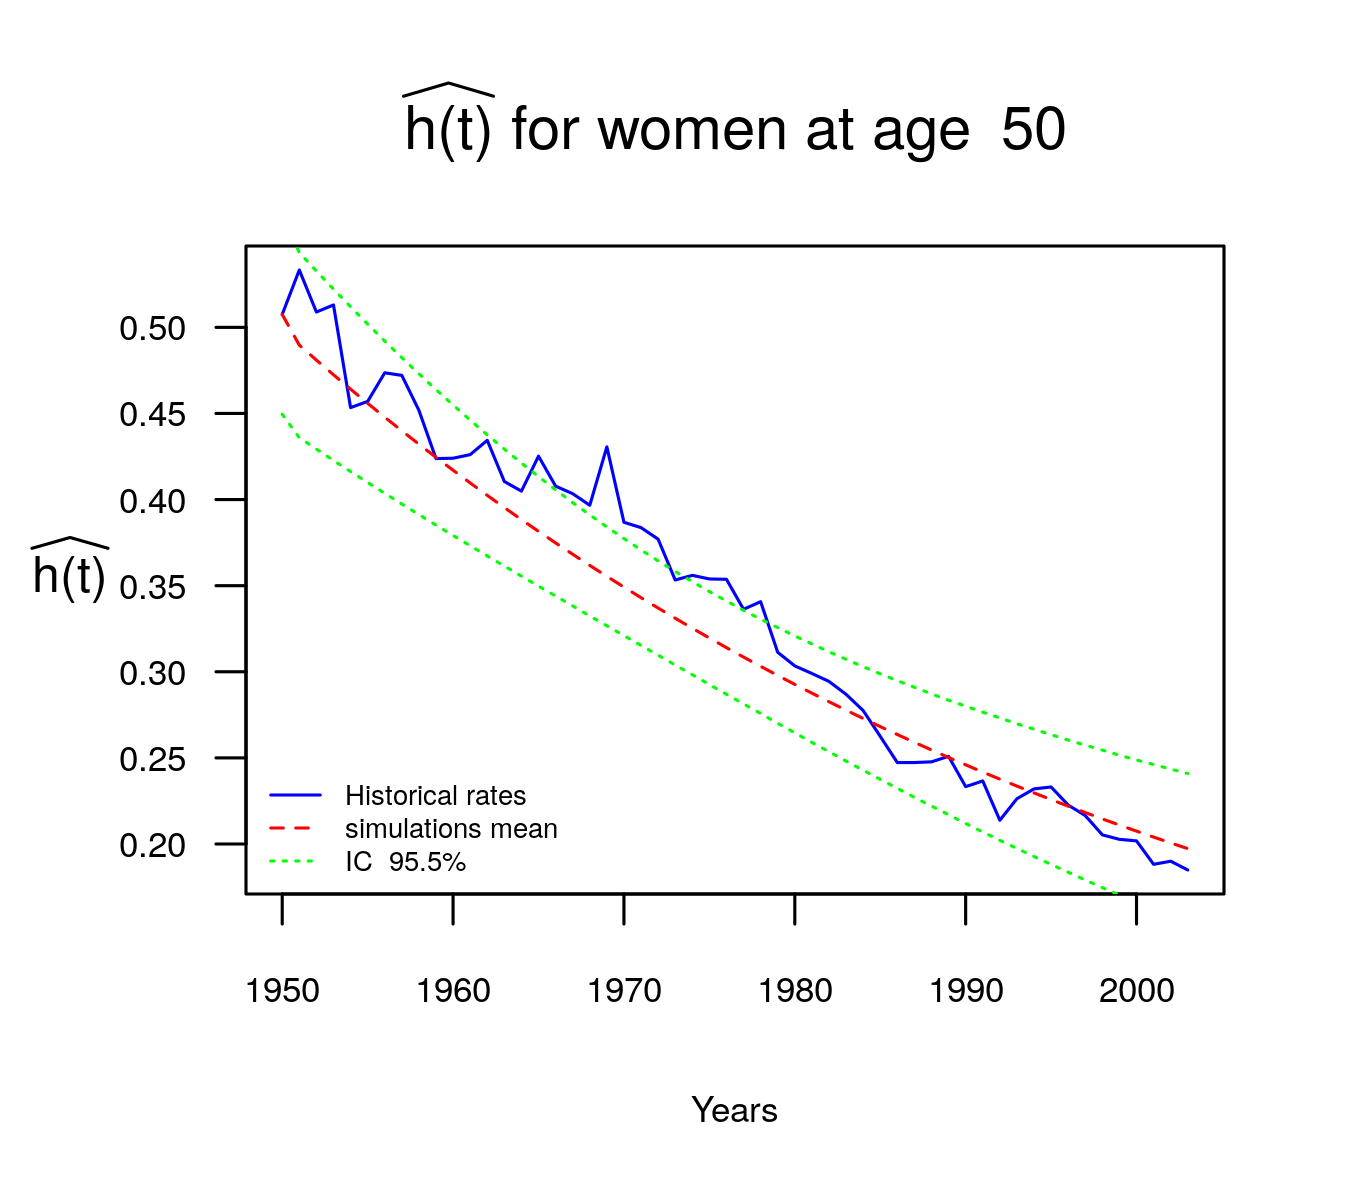 h(t) for women at age  50
0.50
0.45
0.40
h(t)
0.35
0.30
0.25
0.20
Historical rates
simulations mean
IC  95.5%
1950 1960 1970 1980 1990 2000
Years